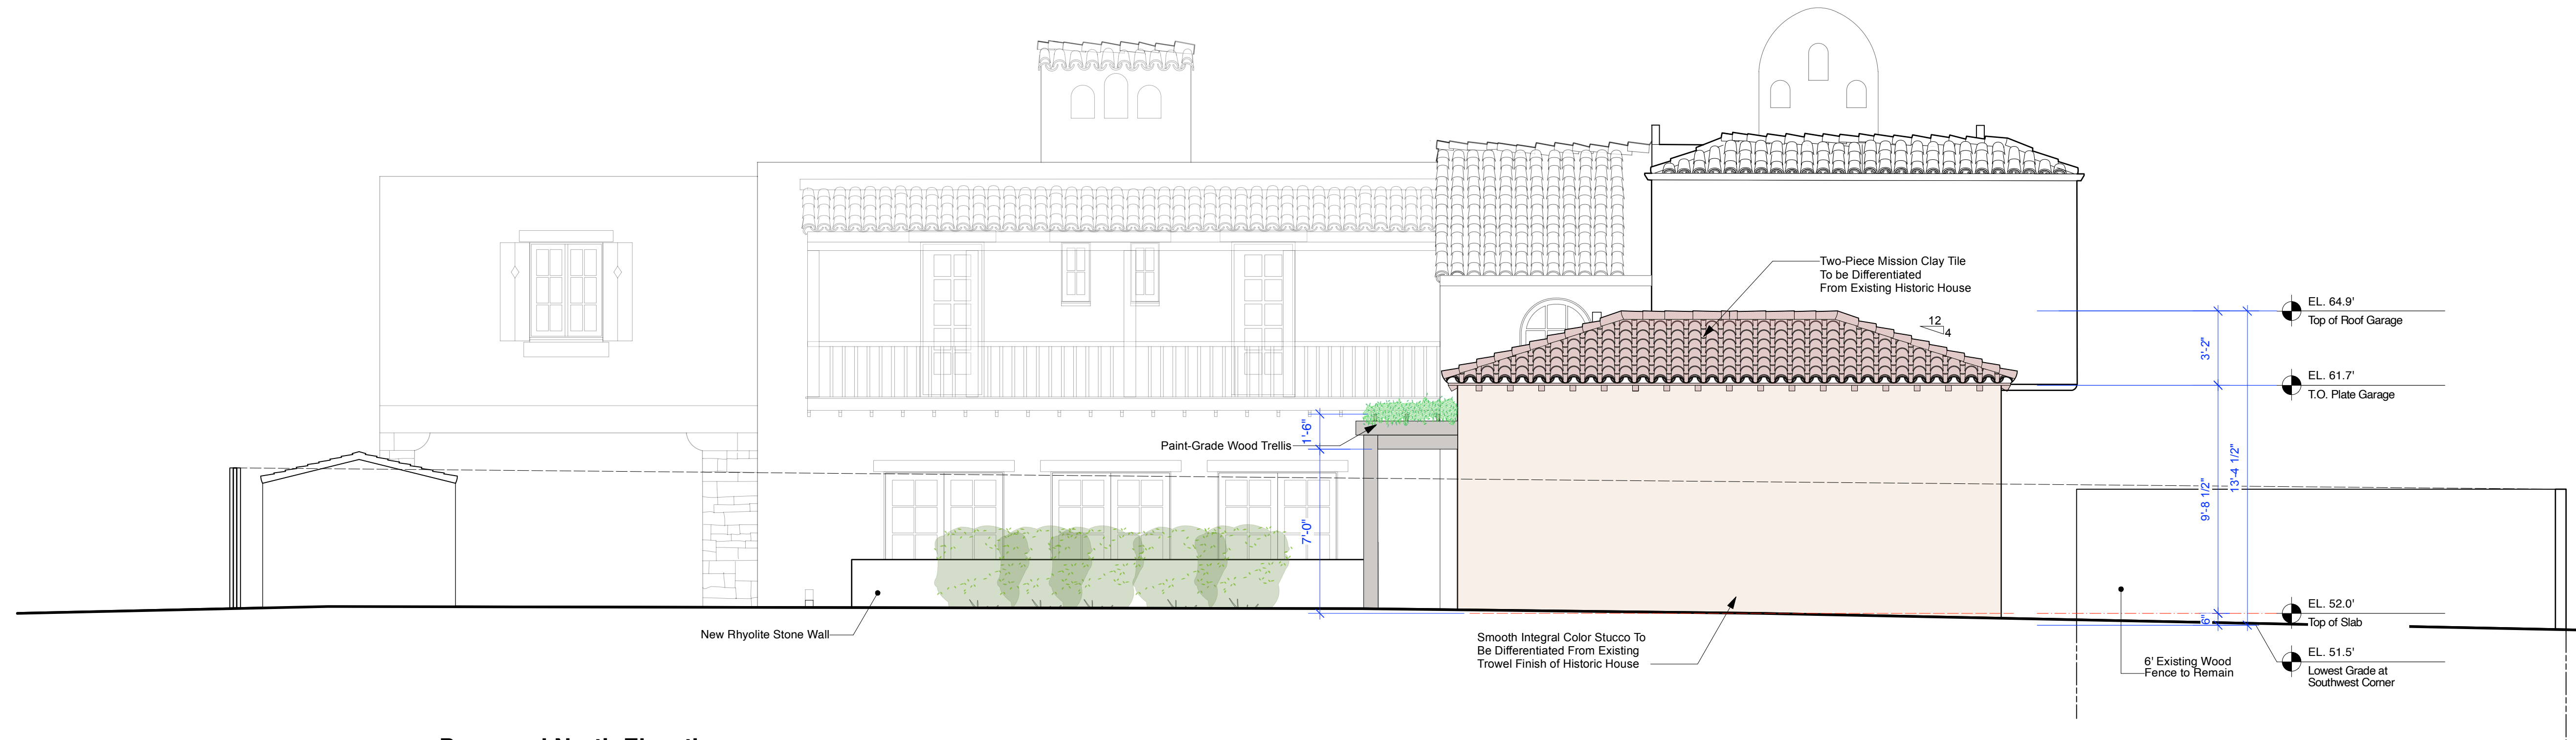 Two-Piece Mission Clay Tile
To be Differentiated
From Existing Historic House
12
4
EL. 64.9'
Top of Roof Garage
3'-2"
EL. 61.7'
T.O. Plate Garage
1'-6"
Paint-Grade Wood Trellis
13'-4 1/2"
9'-8 1/2"
7'-0"
EL. 52.0'
Top of Slab
6"
New Rhyolite Stone Wall
Smooth Integral Color Stucco To
Be Differentiated From Existing
Trowel Finish of Historic House
6' Existing Wood
Fence to Remain
EL. 51.5'
Lowest Grade at
Southwest Corner